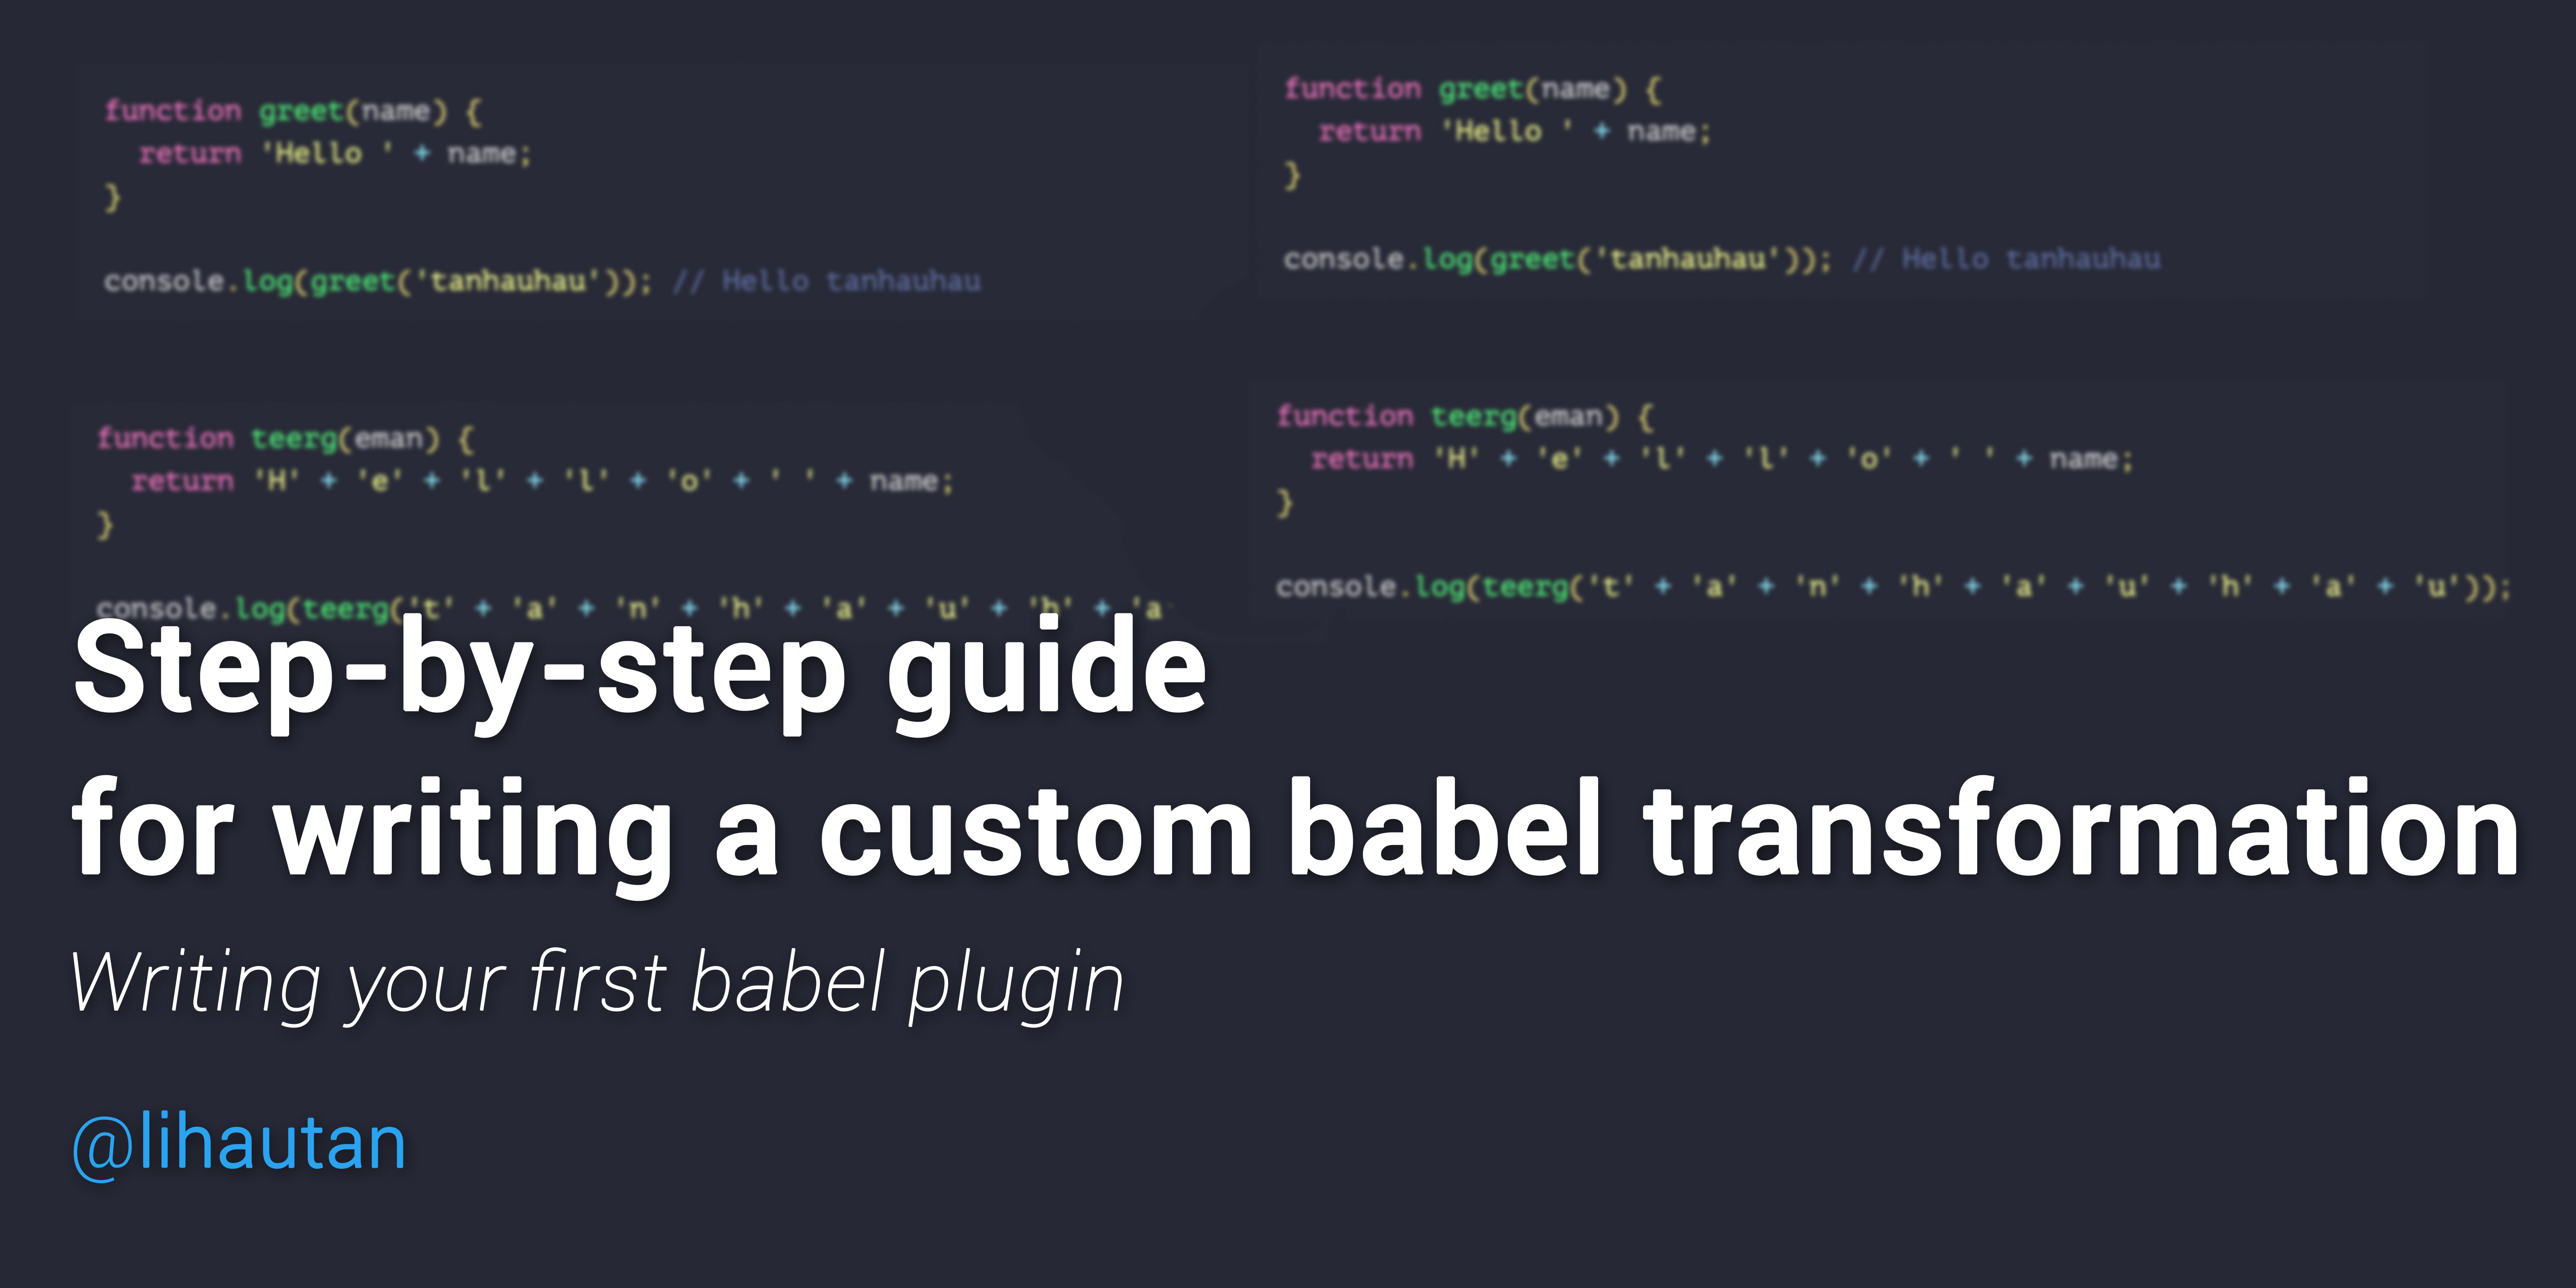 function greet(name) {
  return 'Hello ' + name;
}
console.log(greet('tanhauhau')); // Hello tanhauhau
function greet(name) {
  return 'Hello ' + name;
}
console.log(greet('tanhauhau')); // Hello tanhauhau
function teerg(eman) {
  return 'H' + 'e' + 'l' + 'l' + 'o' + ' ' + name;
}
console.log(teerg('t' + 'a' + 'n' + 'h' + 'a' + 'u' + 'h' + 'a
function teerg(eman) {
  return 'H' + 'e' + 'l' + 'l' + 'o' + ' ' + name;
}
console.log(teerg('t' + 'a' + 'n' + 'h' + 'a' + 'u' + 'h' + 'a' + 'u'));
Step-by-step guide
for writing a custom babel transformation
Writing your first babel plugin
@lihautan